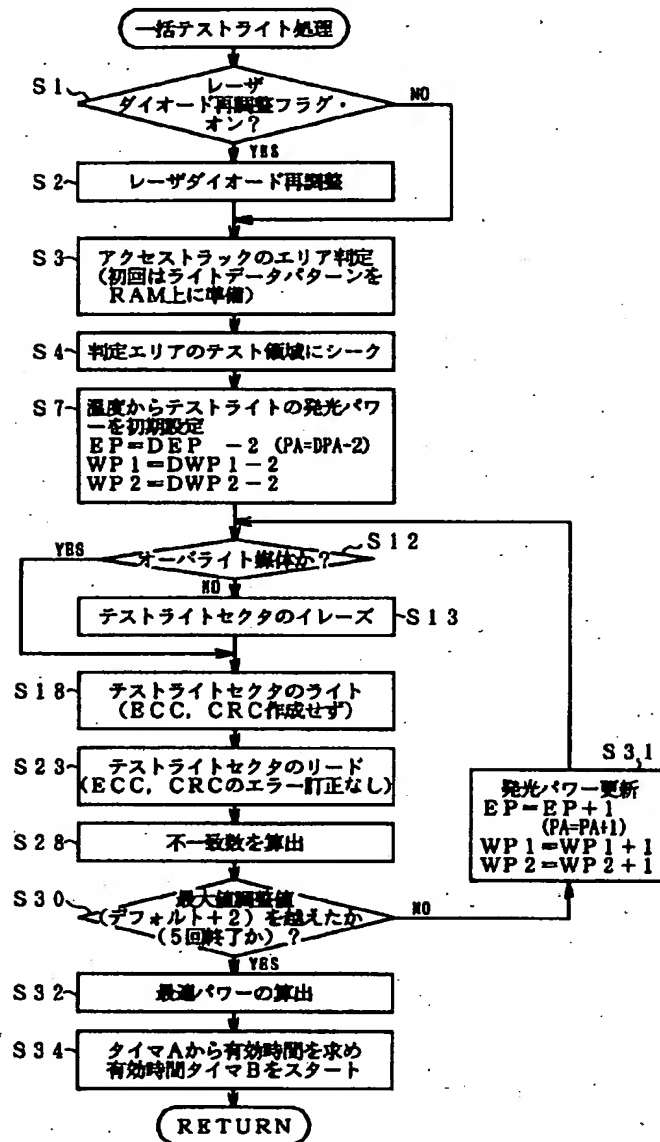 一括テストライト処理
S1
レーザ
ダイオード再調整フラグ・
オン?
NO
YES
S2
レーザダイオード再調整
S3
アクセストラックのエリア判定
(初回はライトデータパターンを
RAM上に準備)
S4
判定エリアのテスト領域にシーク
S7
温度からテストライトの発光パワ
ーを初期設定
EP=DEP -2 (PA=DPA-2)
WP1=DWP1-2
WP2=DWP2-2
YES
オーバライト媒体か?
S12
NO
テストライトセクタのイレーズ
S13
S18
テストライトセクタのライト
(ECC, CRC作成せず)
S23
テストライトセクタのリード
(ECC, CRCのエラー訂正なし)
S31
発光パワー更新
EP=EP+1
(PA=PA+1)
WP1=WP1+1
WP2=WP2+1
S28
不一致数を算出
S30
最大値調整値
(デフォルト+2)を越えたか
(5回終了か)?
NO
YES
S32
最適パワーの算出
S34
タイマAから有効時間を求め
有効時間タイマBをスタート
RETURN